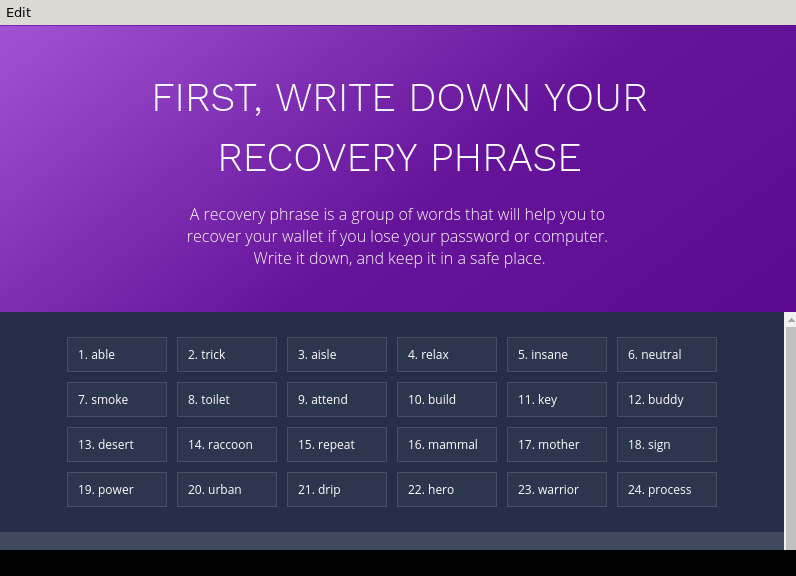 Edit
FIRST, WRITE DOWN YOUR
RECOVERY PHRASE
A recovery phrase is a group of words that will help you to
recover your wallet if you lose your password or computer.
Write it down, and keep it in a safe place.
1. able 2. trick 3. aisle 4. relax 5. insane 6. neutral
7. smoke 8. toilet 9. attend 10. build 11. key 12. buddy
13. desert 14. raccoon 15. repeat 16. mammal 17. mother 18. sign
19. power 20. urban 21. drip 22. hero 23. warrior 24. process